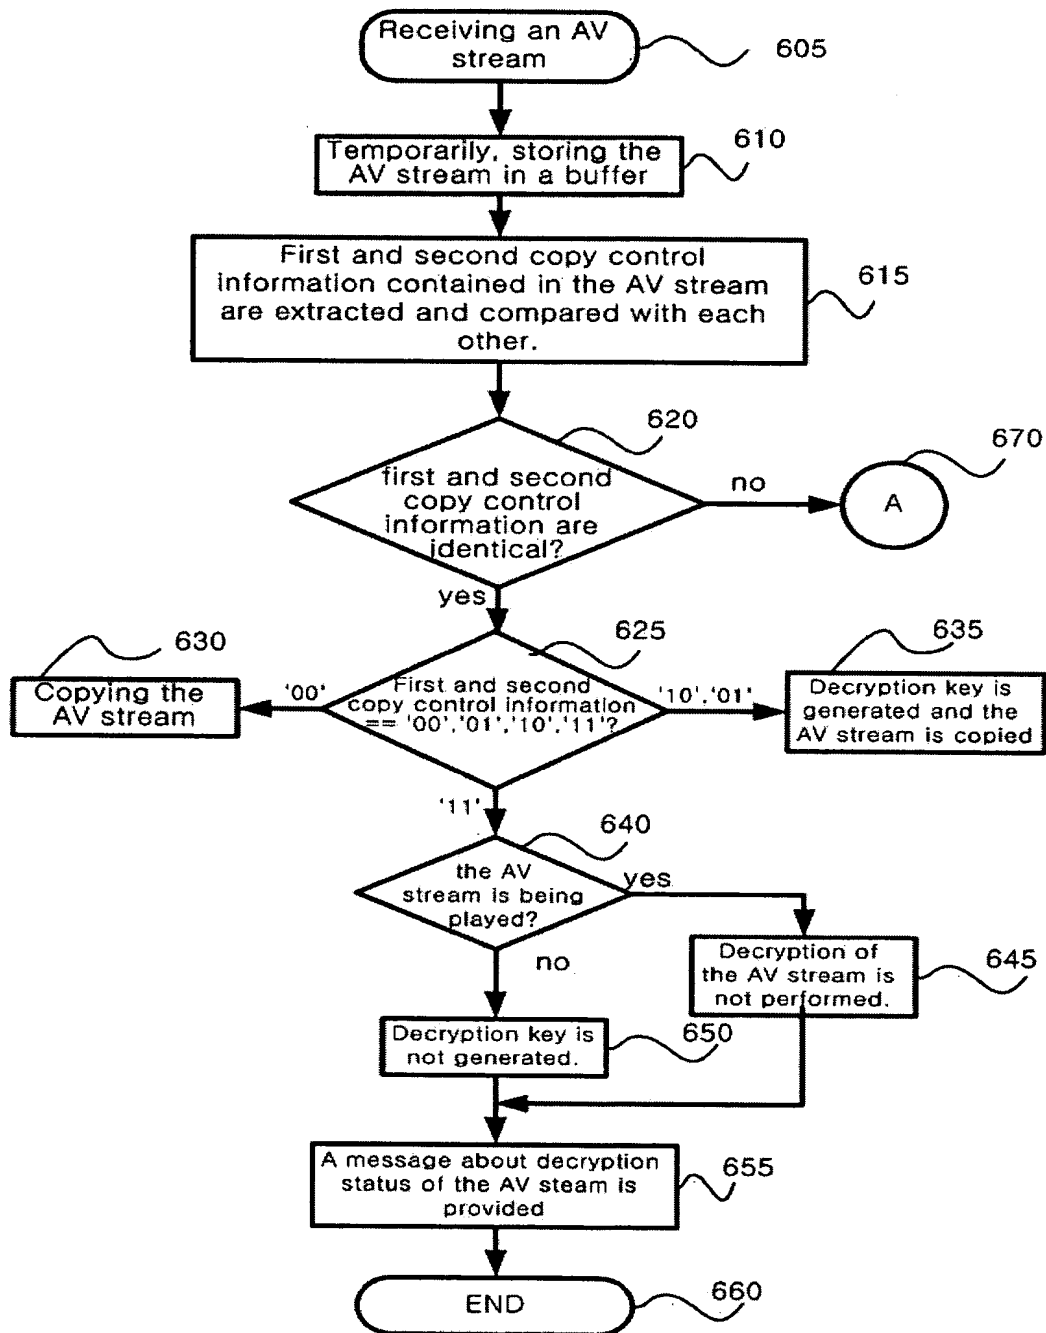 Receiving an AV
stream
605
610
Temporarily, storing the
AV stream in a buffer
First and second copy control
information contained in the AV stream
are extracted and compared with each
other.
615
620
670
first and second
copy control
information are
identical?
no
A
yes
630
625
635
Copying the
AV stream
'00'
First and second
copy control information
== '00','01','10','11'?
'10','01'
Decryption key is
generated and the
AV stream is copied
'11'
640
the AV
stream is being
played?
yes
no
Decryption of
the AV stream is
not performed.
645
Decryption key is
not generated.
650
A message about decryption
status of the AV steam is
provided
655
END
660